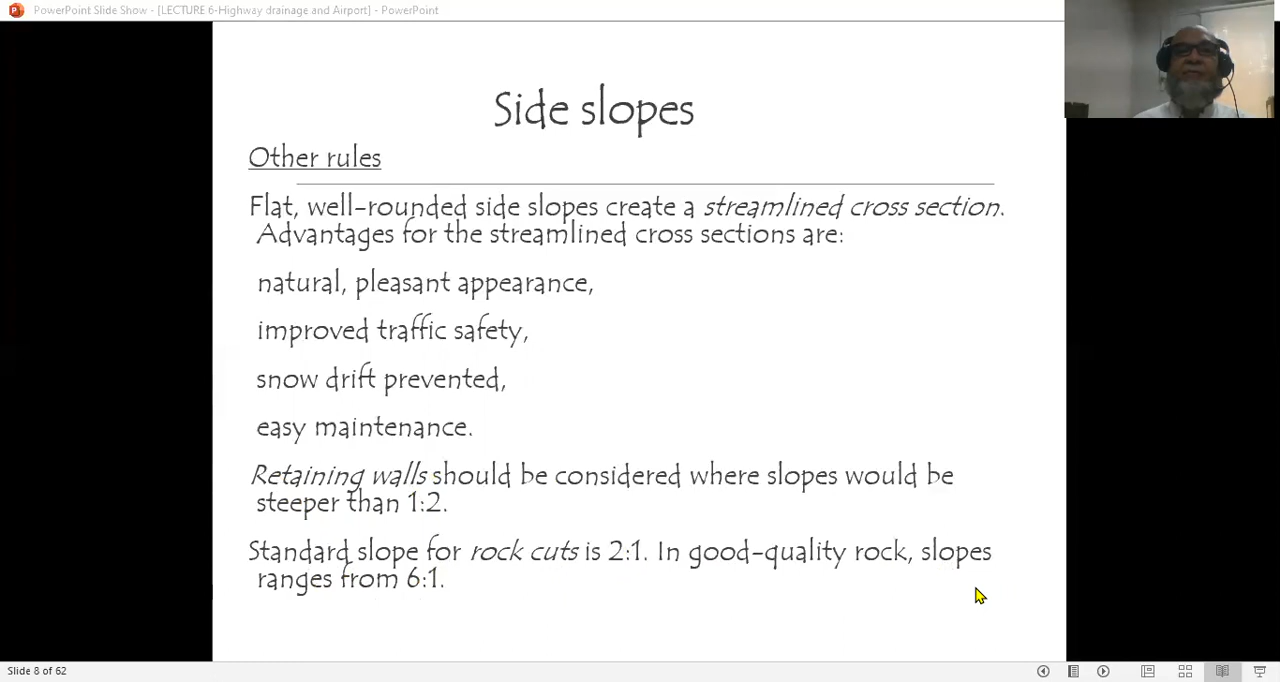 PowerPoint Slide Show - [LECTURE 6-Highway drainage and Airport] - PowerPoint
Side slopes
Other rules
Flat, well-rounded side slopes create a streamlined cross section.
Advantages for the streamlined cross sections are:
natural, pleasant appearance,
improved traffic safety,
snow drift prevented,
easy maintenance.
Retaining walls should be considered where slopes would be
steeper than 1:2.
Standard slope for rock cuts is 2:1. In good-quality rock, slopes
ranges from 6:1.
Slide 8 of 62